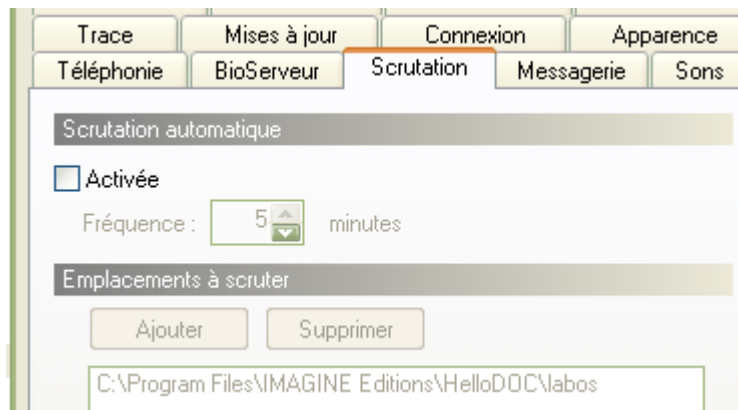 Trace Mises à jour Connexion Apparence
Téléphonie BioServeur Scrutation Messagerie Sons
Scrutation automatique
Activée
Fréquence : 5 minutes
Emplacements à scruter
Ajouter Supprimer
C:\Program Files\IMAGINE Editions\HelloDOC\labos